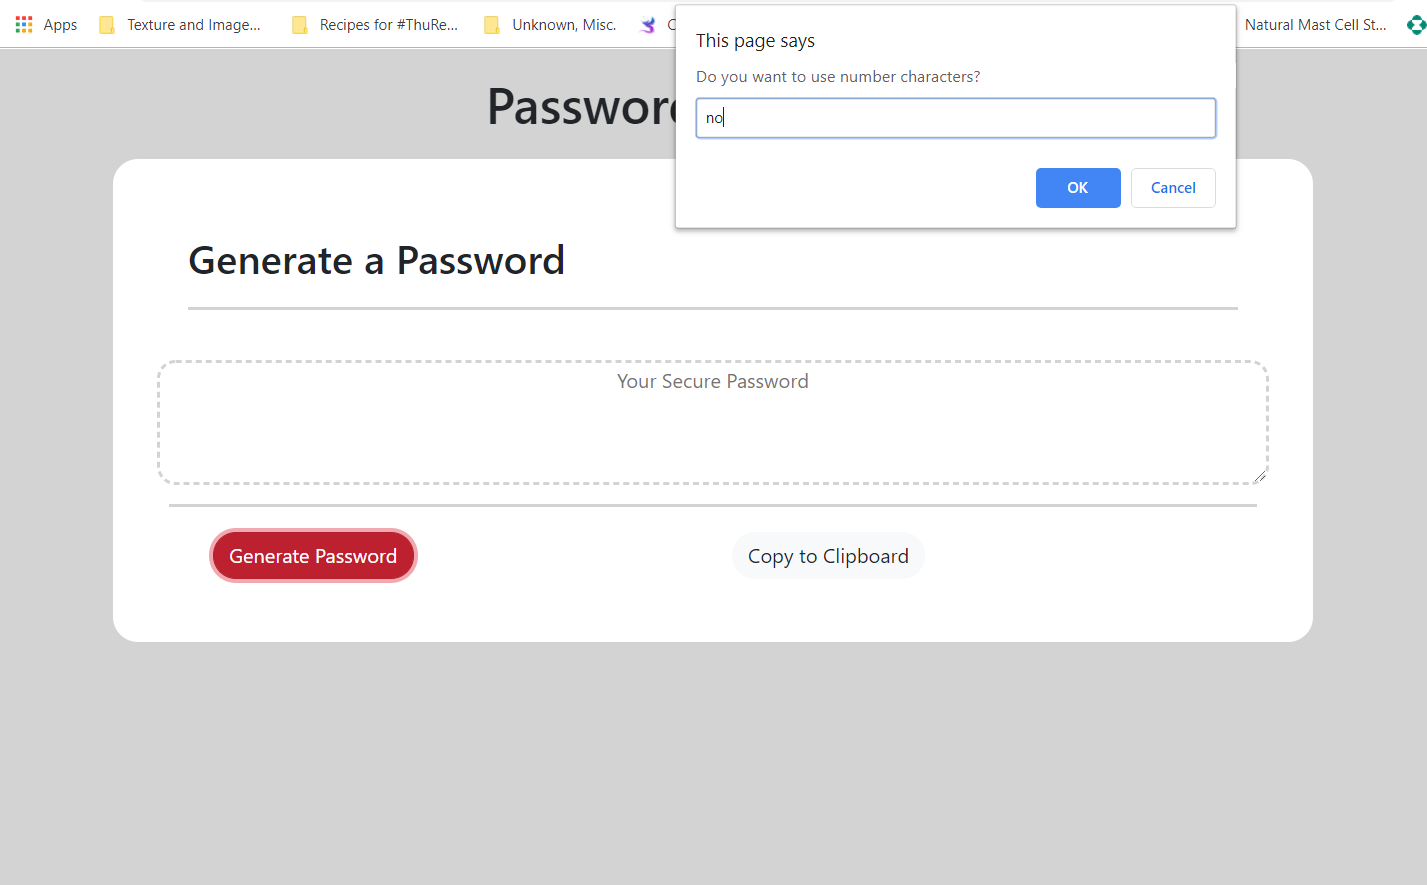 Apps Texture and Image... Recipes for #ThuRe... Unknown, Misc. Natural Mast Cell St...
This page says
Do you want to use number characters?
no
OK Cancel
Generate a Password
Your Secure Password
Generate Password Copy to Clipboard